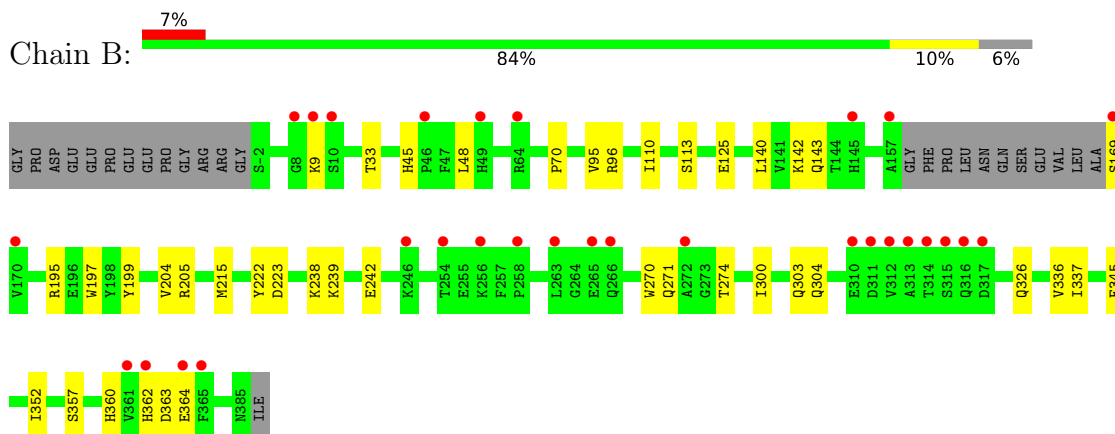 7%
Chain B:
84% 10% 6%
GLY PRO ASP GLU GLU PRO GLU GLU PRO GLY ARG ARG GLY S-2 G8 K9 S10 T33 H45 P46 F47 L48 H49 R64 P70 V95 R96 I110 S113 E125 L140 V141 K142 Q143 T144 H145 A157 GLY PHE PRO LEU ASN GLN SER GLU VAL LEU ALA S169
V170 R195 E196 W197 Y198 Y199 V204 R205 M215 Y222 D223 K238 K239 E242 K246 T254 E255 K256 F257 P258 L263 G264 E265 Q266 W270 Q271 A272 G273 T274 I300 Q303 Q304 E310 D311 V312 A313 T314 S315 Q316 D317 Q326 V336 I337 E345
I352 S357 H360 V361 H362 D363 E364 F365 N385 ILE